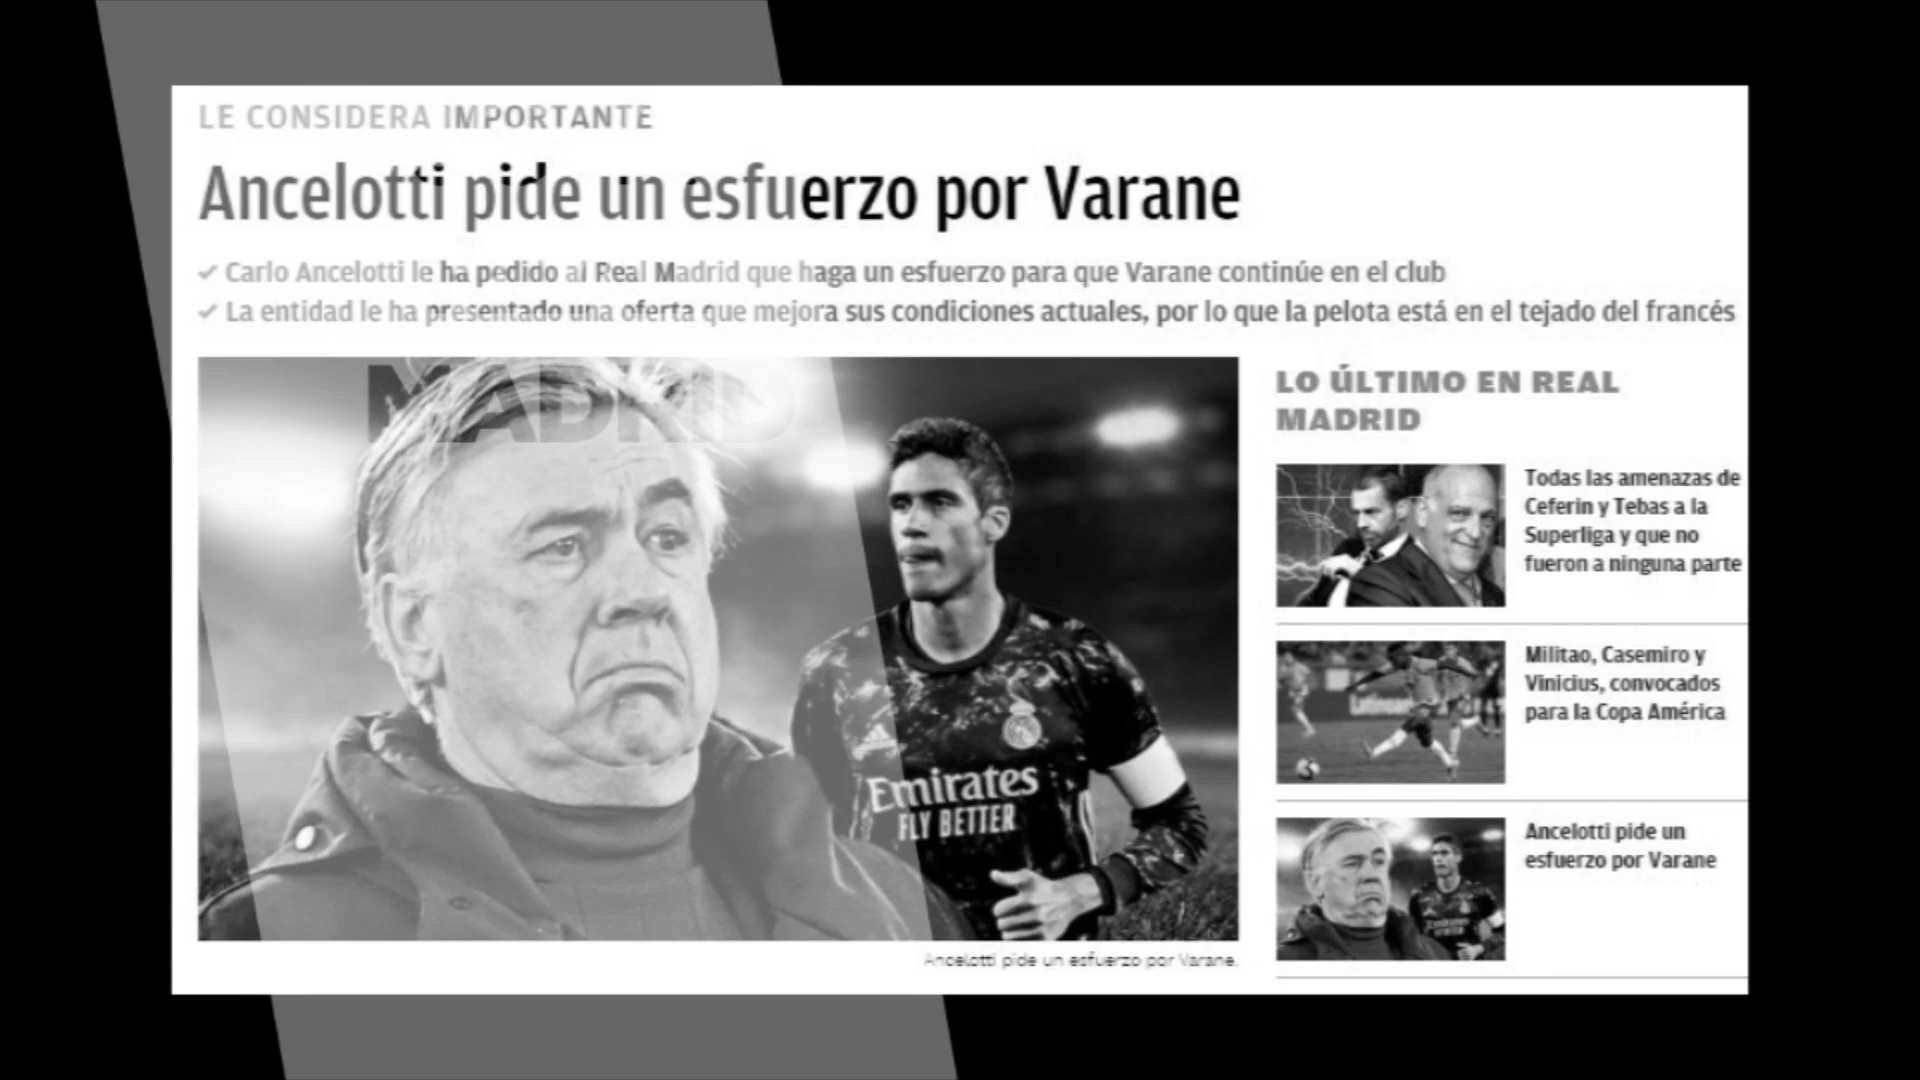 LE CONSIDERA IMPORTANTE
Ancelotti pide un esfuerzo por Varane
✓ Carlo Ancelotti le ha pedido al Real Madrid que haga un esfuerzo para que Varane continúe en el club
✓ La entidad le ha presentado una oferta que mejora sus condiciones actuales, por lo que la pelota está en el tejado del francés
MADRID
Emirates
FLY BETTER
Ancelotti pide un esfuerzo por Varane.
LO ÚLTIMO EN REAL
MADRID
Todas las amenazas de
Ceferin y Tebas a la
Superliga y que no
fueron a ninguna parte
Militao, Casemiro y
Vinicius, convocados
para la Copa América
Ancelotti pide un
esfuerzo por Varane